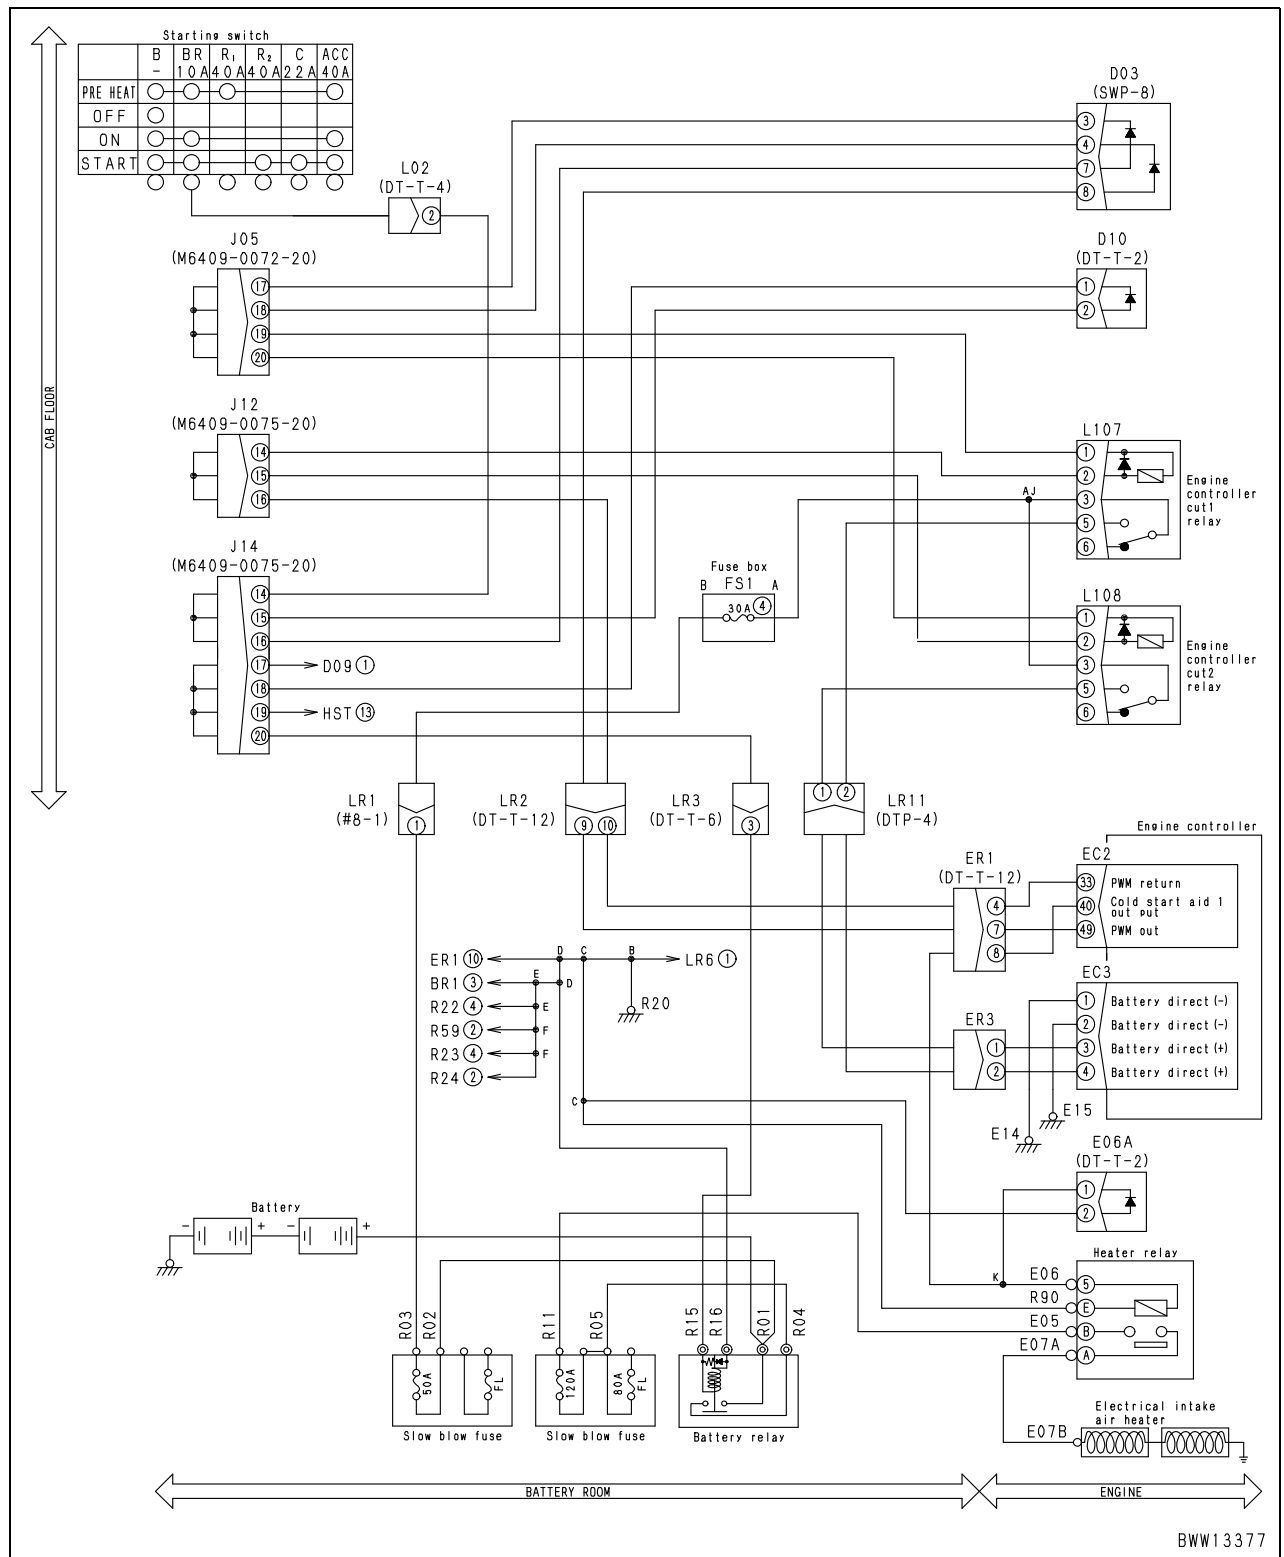 Starting switch
B BR R₁ R₂ C ACC
- 10A 40A 40A 22A 40A
PRE HEAT
OFF
ON
START
L02
(DT-T-4)
2
D03
(SWP-8)
3
4
7
8
J05
(M6409-0072-20)
17
18
19
20
D10
(DT-T-2)
1
2
CAB FLOOR
J12
(M6409-0075-20)
14
15
16
L107
1
2
3
5
6
Engine
controller
cut1
relay
AJ
J14
(M6409-0075-20)
14
15
16
17
D09 1
18
19
HST 13
20
Fuse box
B FS1 A
30A 4
L108
1
2
3
5
6
Engine
controller
cut2
relay
LR1
(#8-1)
1
LR2
(DT-T-12)
9 10
LR3
(DT-T-6)
3
1 2
LR11
(DTP-4)
Engine controller
ER1
(DT-T-12)
4
7
8
EC2
33 PWM return
40 Cold start aid 1
out put
49 PWM out
D C B
ER1 10
LR6 1
E D
BR1 3
R22 4 E
R20
R59 2 F
R23 4 F
R24 2
C
ER3
1
2
EC3
1 Battery direct(-)
2 Battery direct(-)
3 Battery direct(+)
4 Battery direct(+)
E15
E14
E06A
(DT-T-2)
1
2
Battery
- + - +
Heater relay
K
E06 5
R90 E
E05 B
E07A A
R03 R02 R11 R05 R15 R16 R01 R04
50A FL
120A 80A FL
Slow blow fuse
Slow blow fuse
Battery relay
Electrical intake
air heater
E07B
BATTERY ROOM
ENGINE
BWW13377